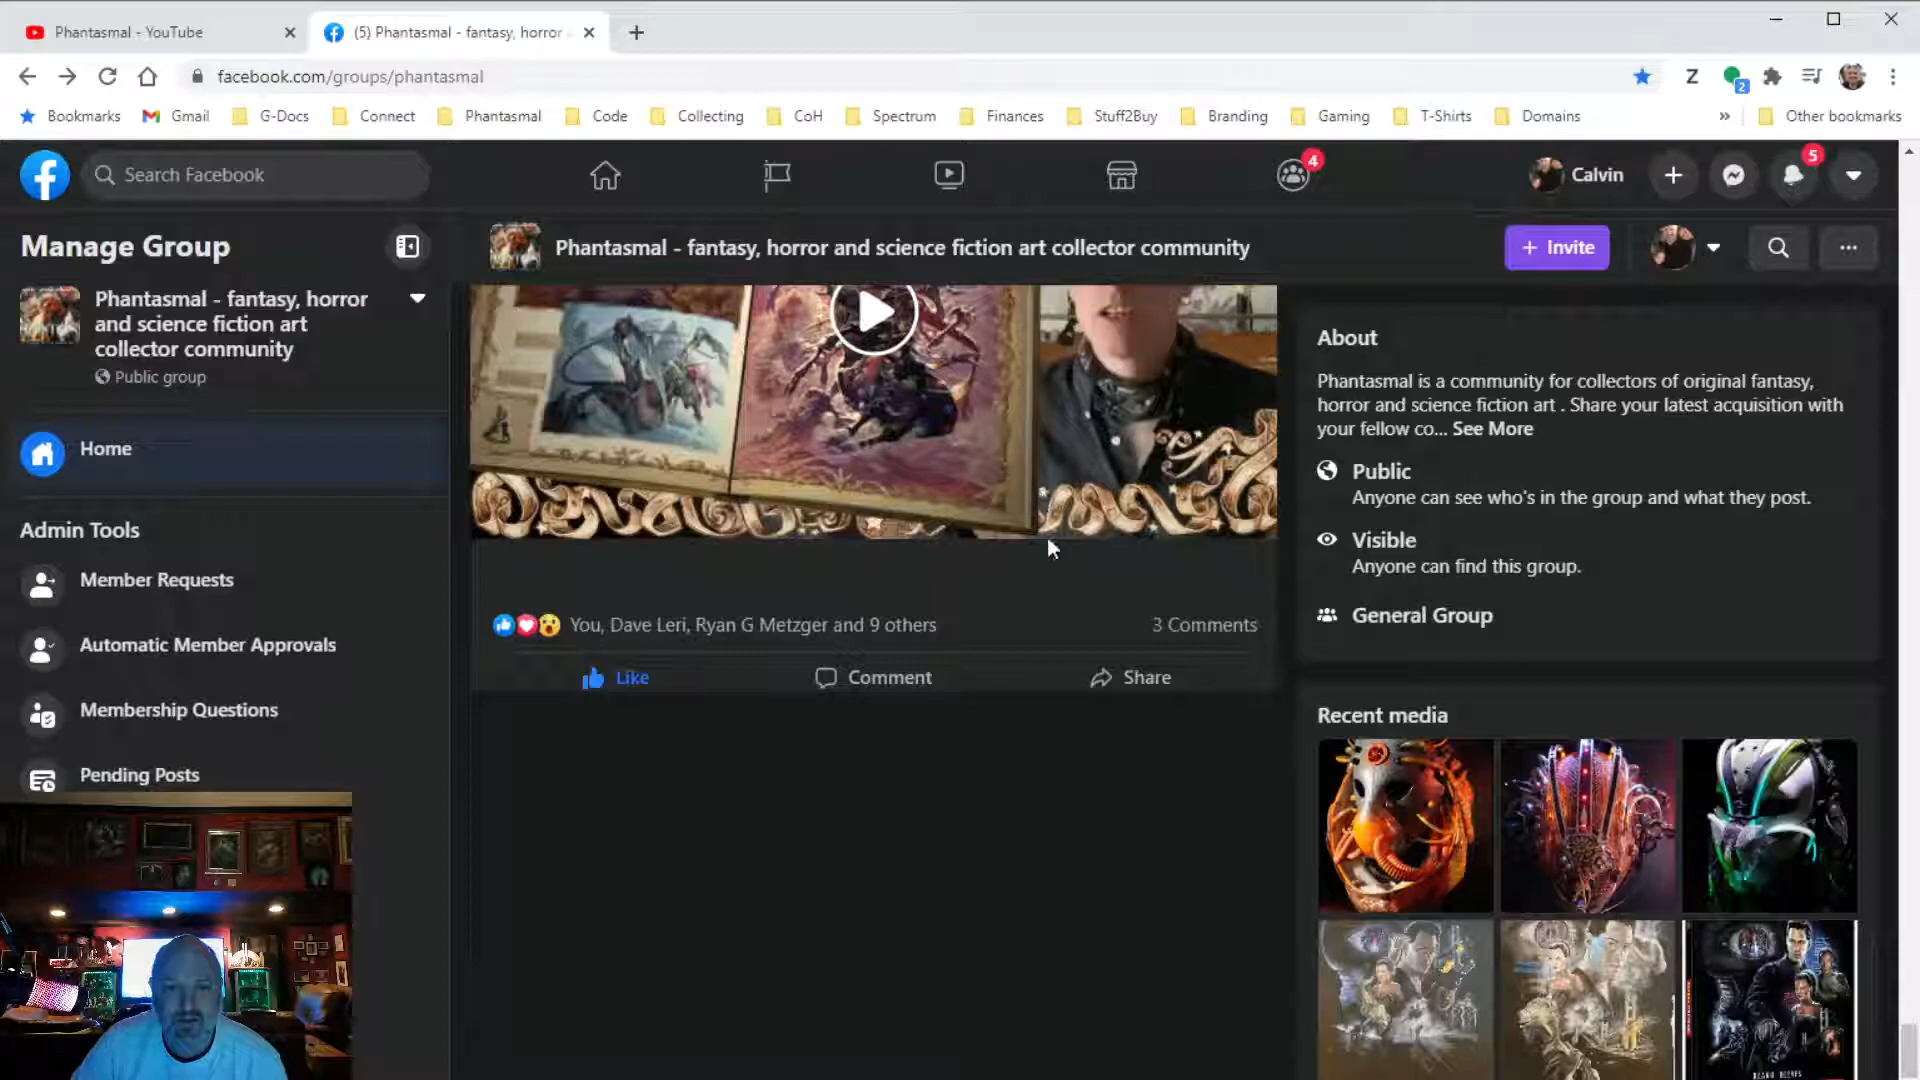 Phantasmal - YouTube
(5) Phantasmal - fantasy, horror
facebook.com/groups/phantasmal
Z
2
Bookmarks
Gmail
G-Docs
Connect
Phantasmal
Code
Collecting
CoH
Spectrum
Finances
Stuff2Buy
Branding
Gaming
T-Shirts
Domains
Other bookmarks
Search Facebook
4
Calvin
5
Manage Group
Phantasmal - fantasy, horror and science fiction art collector community
Invite
Phantasmal - fantasy, horror
and science fiction art
collector community
Public group
Home
Admin Tools
Member Requests
Automatic Member Approvals
Membership Questions
Pending Posts
You, Dave Leri, Ryan G Metzger and 9 others
3 Comments
Like
Comment
Share
About
Phantasmal is a community for collectors of original fantasy,
horror and science fiction art . Share your latest acquisition with
your fellow co... See More
Public
Anyone can see who's in the group and what they post.
Visible
Anyone can find this group.
General Group
Recent media